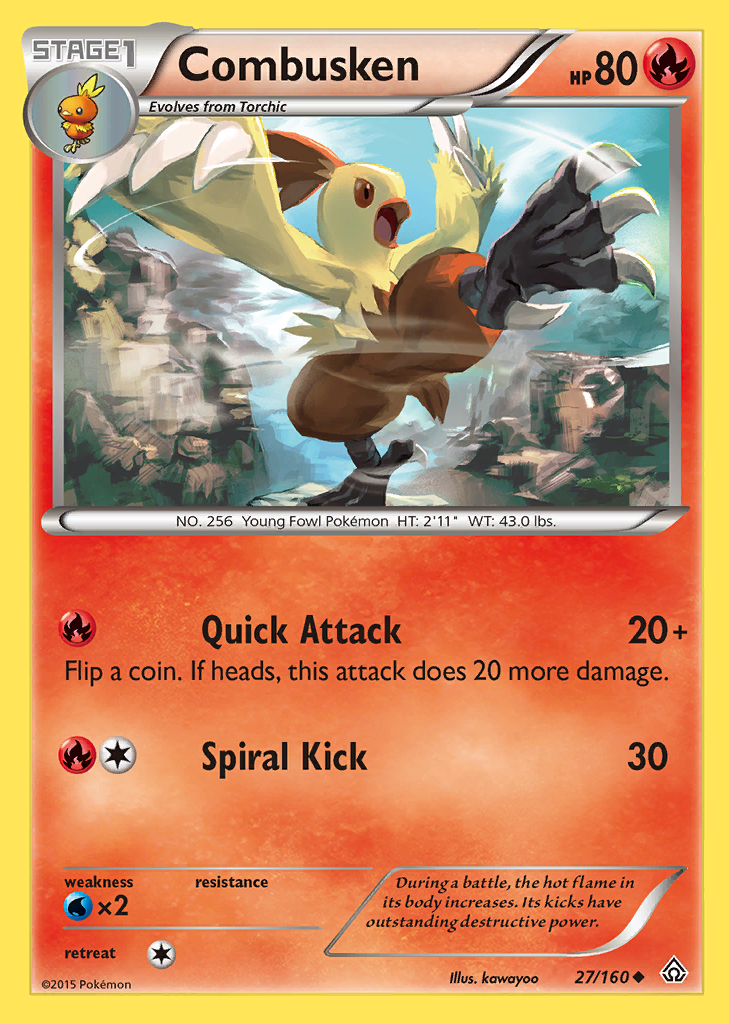 STAGE1
Combusken
HP 80
Evolves from Torchic
NO. 256 Young Fowl Pokémon HT: 2'11" WT: 43.0 lbs.
Quick Attack 20+
Flip a coin. If heads, this attack does 20 more damage.
Spiral Kick 30
weakness resistance
×2
retreat
During a battle, the hot flame in
its body increases. Its kicks have
outstanding destructive power.
©2015 Pokémon
Illus. kawayoo 27/160